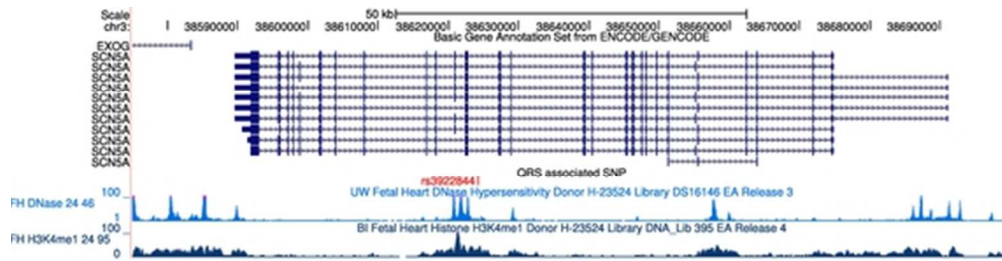 Scale 50 kb
chr3: 38590000 38600000 38610000 38620000 38630000 38640000 38650000 38660000 38670000 38680000 38690000
Basic Gene Annotation Set from ENCODE/GENCODE
EXOG
SCN5A
SCN5A
SCN5A
SCN5A
SCN5A
SCN5A
SCN5A
SCN5A
SCN5A
SCN5A
SCN5A
QRS associated SNP
rs3922844
UW Fetal Heart DNase Hypersensitivity Donor H-23524 Library DS16146 EA Release 3
100
FH DNase 24 46
1
BI Fetal Heart Histone H3K4me1 Donor H-23524 Library DNA_Lib 395 EA Release 4
100
FH H3K4me1 24 95
0